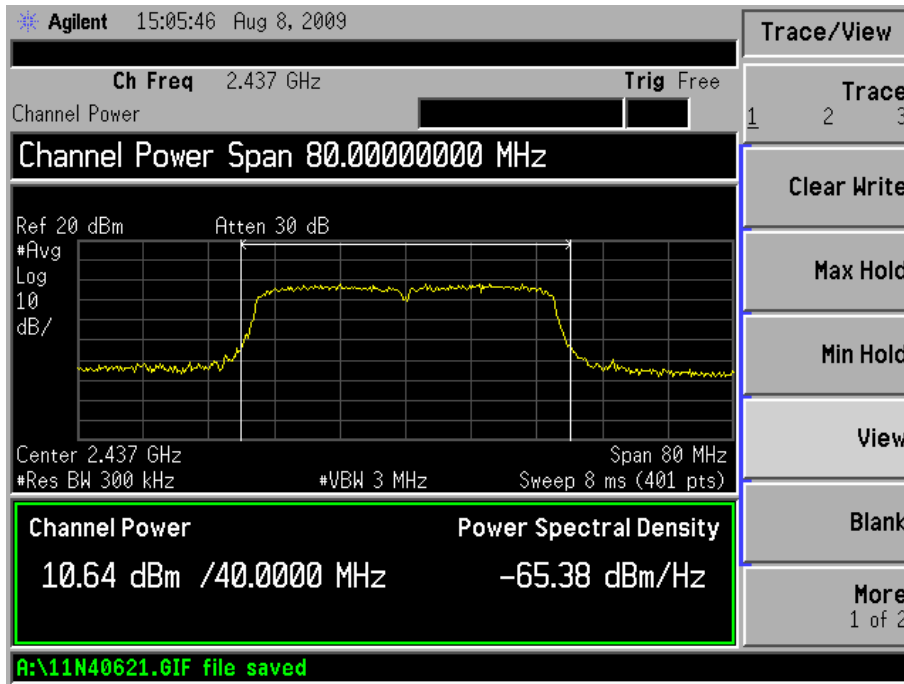 Agilent 15:05:46 Aug 8, 2009
Trace/View
Ch Freq 2.437 GHz Trig Free
Channel Power
Trace
1 2 3
Channel Power Span 80.00000000 MHz
Clear Write
Ref 20 dBm Atten 30 dB
#Avg
Log
10
dB/
Max Hold
Min Hold
View
Center 2.437 GHz Span 80 MHz
#Res BW 300 kHz #VBW 3 MHz Sweep 8 ms (401 pts)
Channel Power Power Spectral Density
10.64 dBm /40.0000 MHz -65.38 dBm/Hz
Blank
More
1 of 2
A:\11N40621.GIF file saved